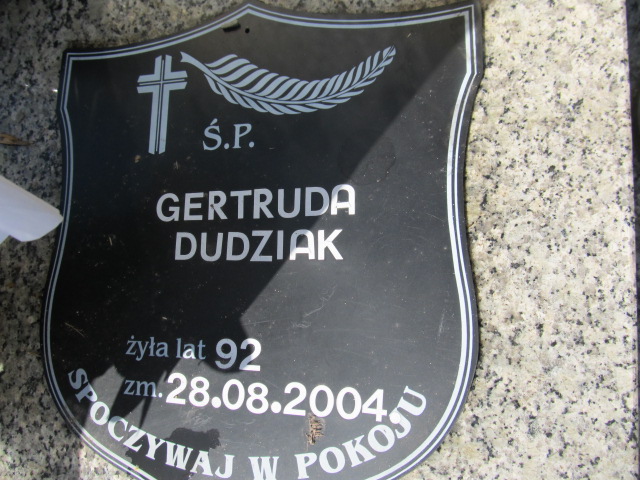 Ś.P.
GERTRUDA
DUDZIAK
żyła lat 92
zm. 28.08.2004
SPOCZYWAJ W POKOJU